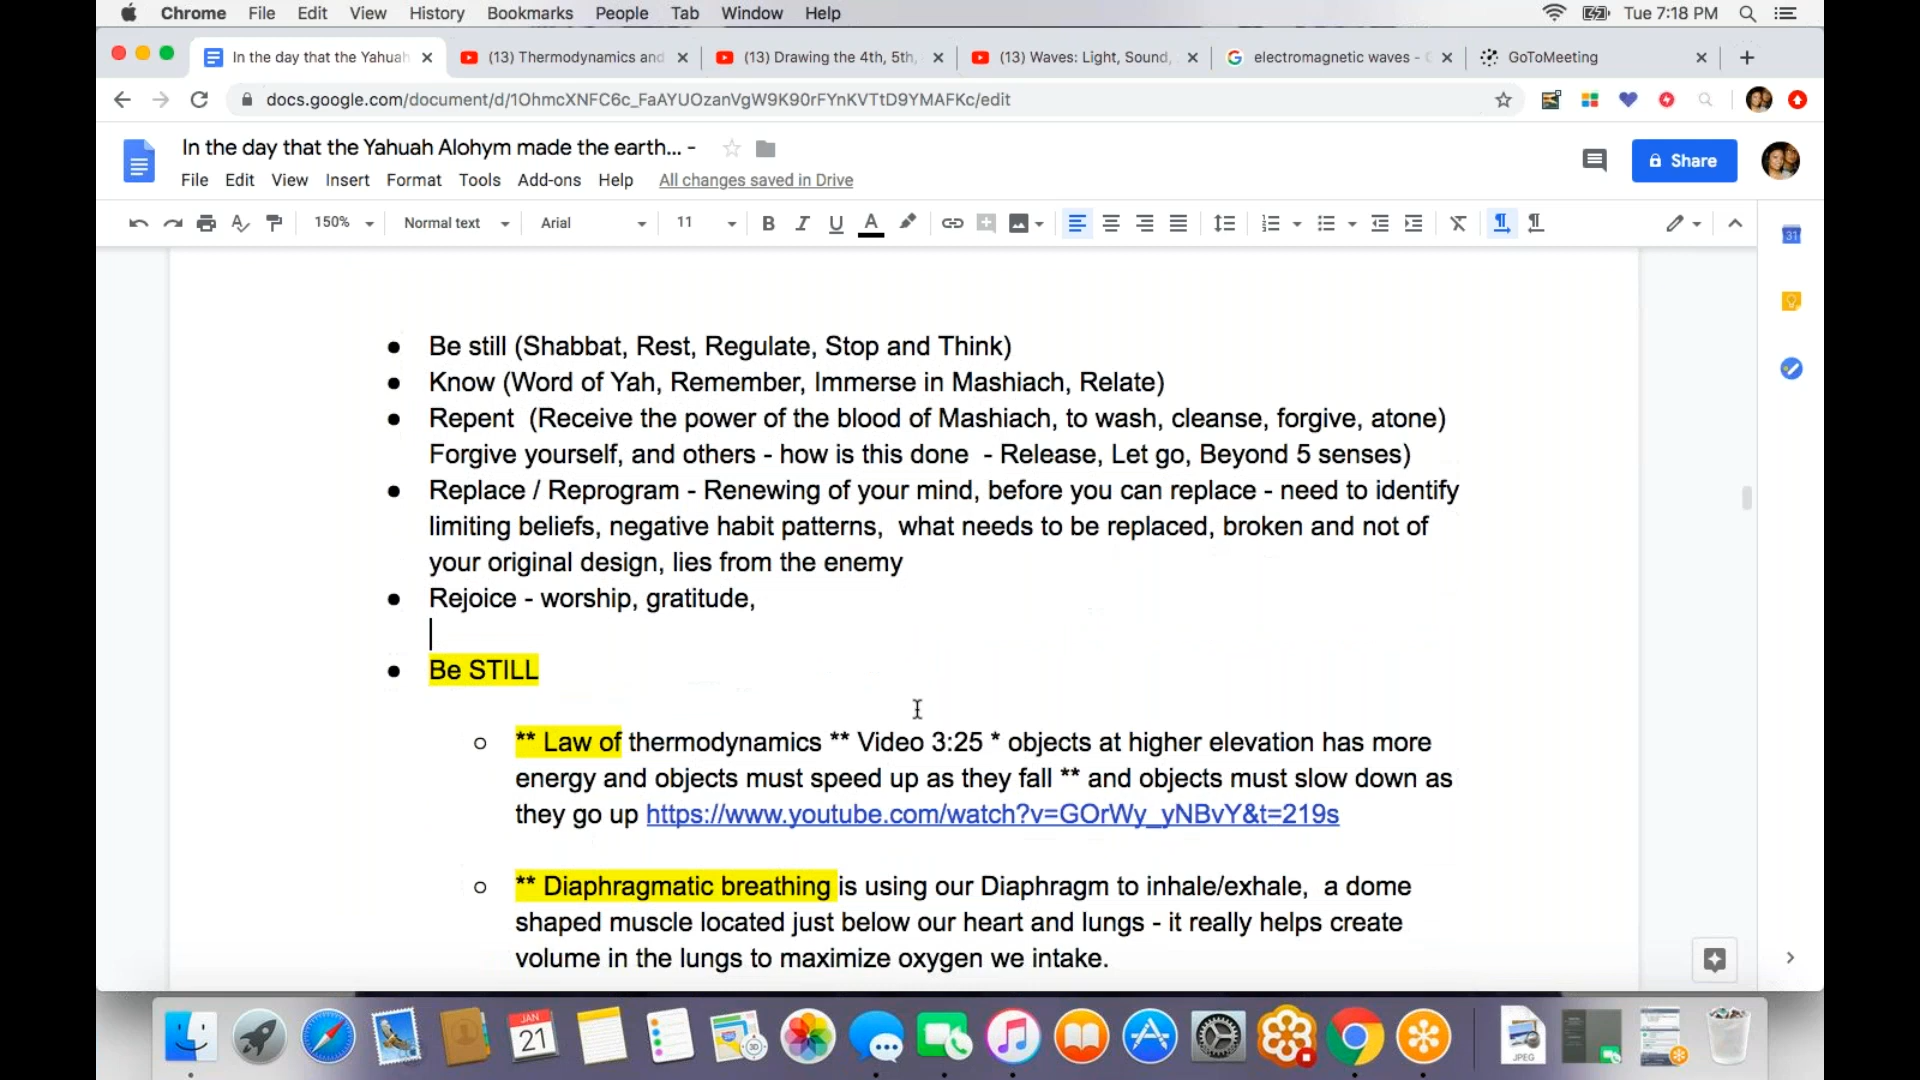 Chrome File Edit View History Bookmarks People Tab Window Help Tue 7:18 PM
In the day that the Yahuah (13) Thermodynamics and (13) Drawing the 4th, 5th, (13) Waves: Light, Sound, electromagnetic waves - GoToMeeting
docs.google.com/document/d/1OhmcXNFC6c_FaAYUOzanVgW9K90rFYnKVTtD9YMAFKc/edit
In the day that the Yahuah Alohym made the earth... -
Share
File Edit View Insert Format Tools Add-ons Help All changes saved in Drive
150% Normal text Arial 11 B I U A
31
● Be still (Shabbat, Rest, Regulate, Stop and Think)
● Know (Word of Yah, Remember, Immerse in Mashiach, Relate)
● Repent (Receive the power of the blood of Mashiach, to wash, cleanse, forgive, atone)
Forgive yourself, and others - how is this done - Release, Let go, Beyond 5 senses)
● Replace / Reprogram - Renewing of your mind, before you can replace - need to identify
limiting beliefs, negative habit patterns, what needs to be replaced, broken and not of
your original design, lies from the enemy
● Rejoice - worship, gratitude,
● Be STILL
○ ** Law of thermodynamics ** Video 3:25 * objects at higher elevation has more
energy and objects must speed up as they fall ** and objects must slow down as
they go up https://www.youtube.com/watch?v=GOrWy_yNBvY&t=219s
○ ** Diaphragmatic breathing is using our Diaphragm to inhale/exhale, a dome
shaped muscle located just below our heart and lungs - it really helps create
volume in the lungs to maximize oxygen we intake.
JAN
21
3D
JPEG